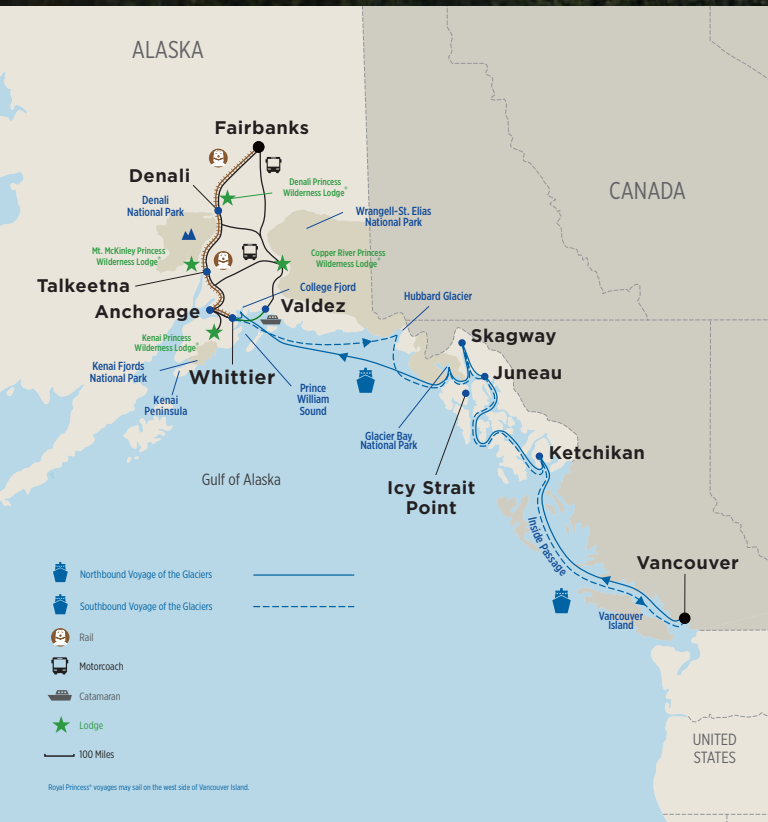 ALASKA
Fairbanks
Denali
Denali Princess
Wilderness Lodge®
CANADA
Denali
National Park
Wrangell-St. Elias
National Park
Mt. McKinley Princess
Wilderness Lodge®
Copper River Princess
Wilderness Lodge®
Talkeetna
College Fjord
Hubbard Glacier
Anchorage
Valdez
Kenai Princess
Wilderness Lodge®
Skagway
Kenai Fjords
National Park
Whittier
Juneau
Kenai
Peninsula
Prince
William
Sound
Glacier Bay
National Park
Ketchikan
Gulf of Alaska
Icy Strait
Point
Inside Passage
Vancouver
Northbound Voyage of the Glaciers
Southbound Voyage of the Glaciers
Vancouver
Island
Rail
Motorcoach
Catamaran
Lodge
UNITED
STATES
100 Miles
Royal Princess® voyages may sail on the west side of Vancouver Island.